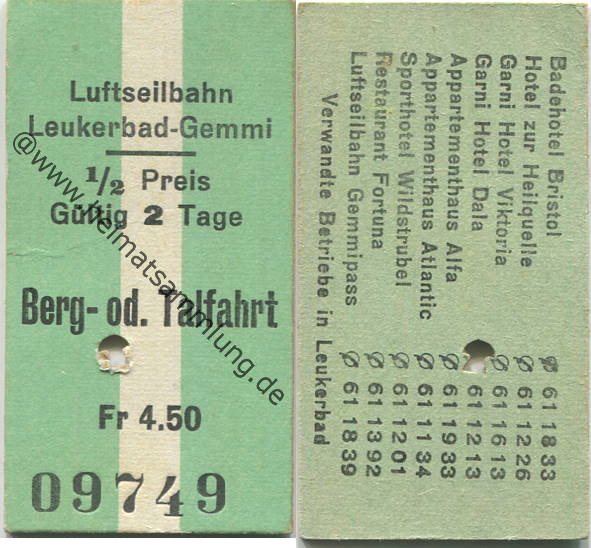 Luftseilbahn
Leukerbad-Gemmi
1/2 Preis
Gültig 2 Tage
Berg- od. Talfahrt
Fr 4.50
09749
@www.heimatsammlung.de
Badehotel Bristol ⌀ 61 18 33
Hotel zur Heilquelle ⌀ 61 12 26
Garni Hotel Viktoria ⌀ 61 16 13
Garni Hotel Dala 61 12 13
Appartementhaus Alfa ⌀ 61 19 33
Appartementhaus Atlantic ⌀ 61 11 34
Sporthotel Wildstrubel ⌀ 61 12 01
Restaurant Fortuna ⌀ 61 13 92
Luftseilbahn Gemmipass ⌀ 61 18 39
Verwandte Betriebe in Leukerbad